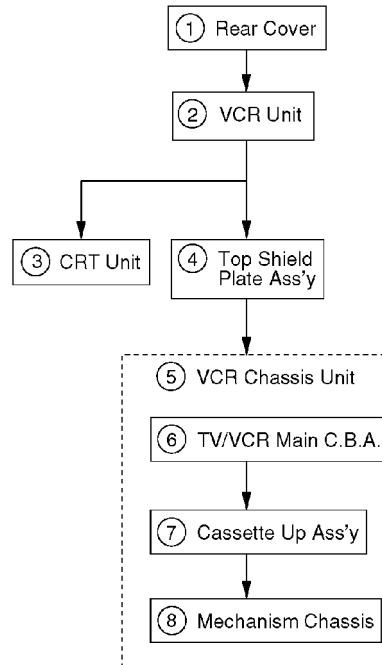 1 Rear Cover
2 VCR Unit
3 CRT Unit
4 Top Shield
Plate Ass'y
5 VCR Chassis Unit
6 TV/VCR Main C.B.A.
7 Cassette Up Ass'y
8 Mechanism Chassis